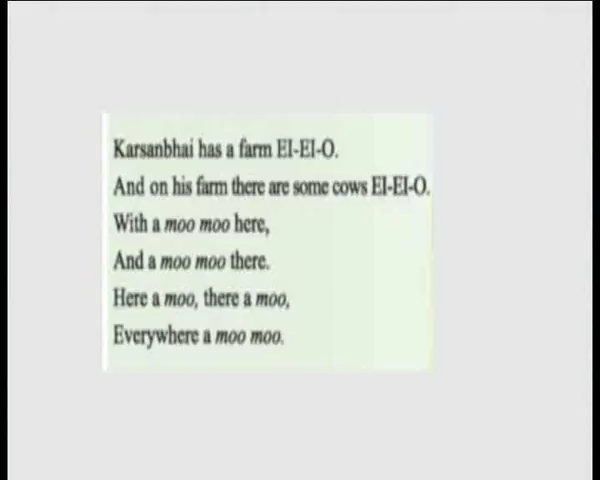 Karsanbhai has a farm EI-EI-O.
And on his farm there are some cows EI-EI-O.
With a moo moo here,
And a moo moo there.
Here a moo, there a moo,
Everywhere a moo moo.